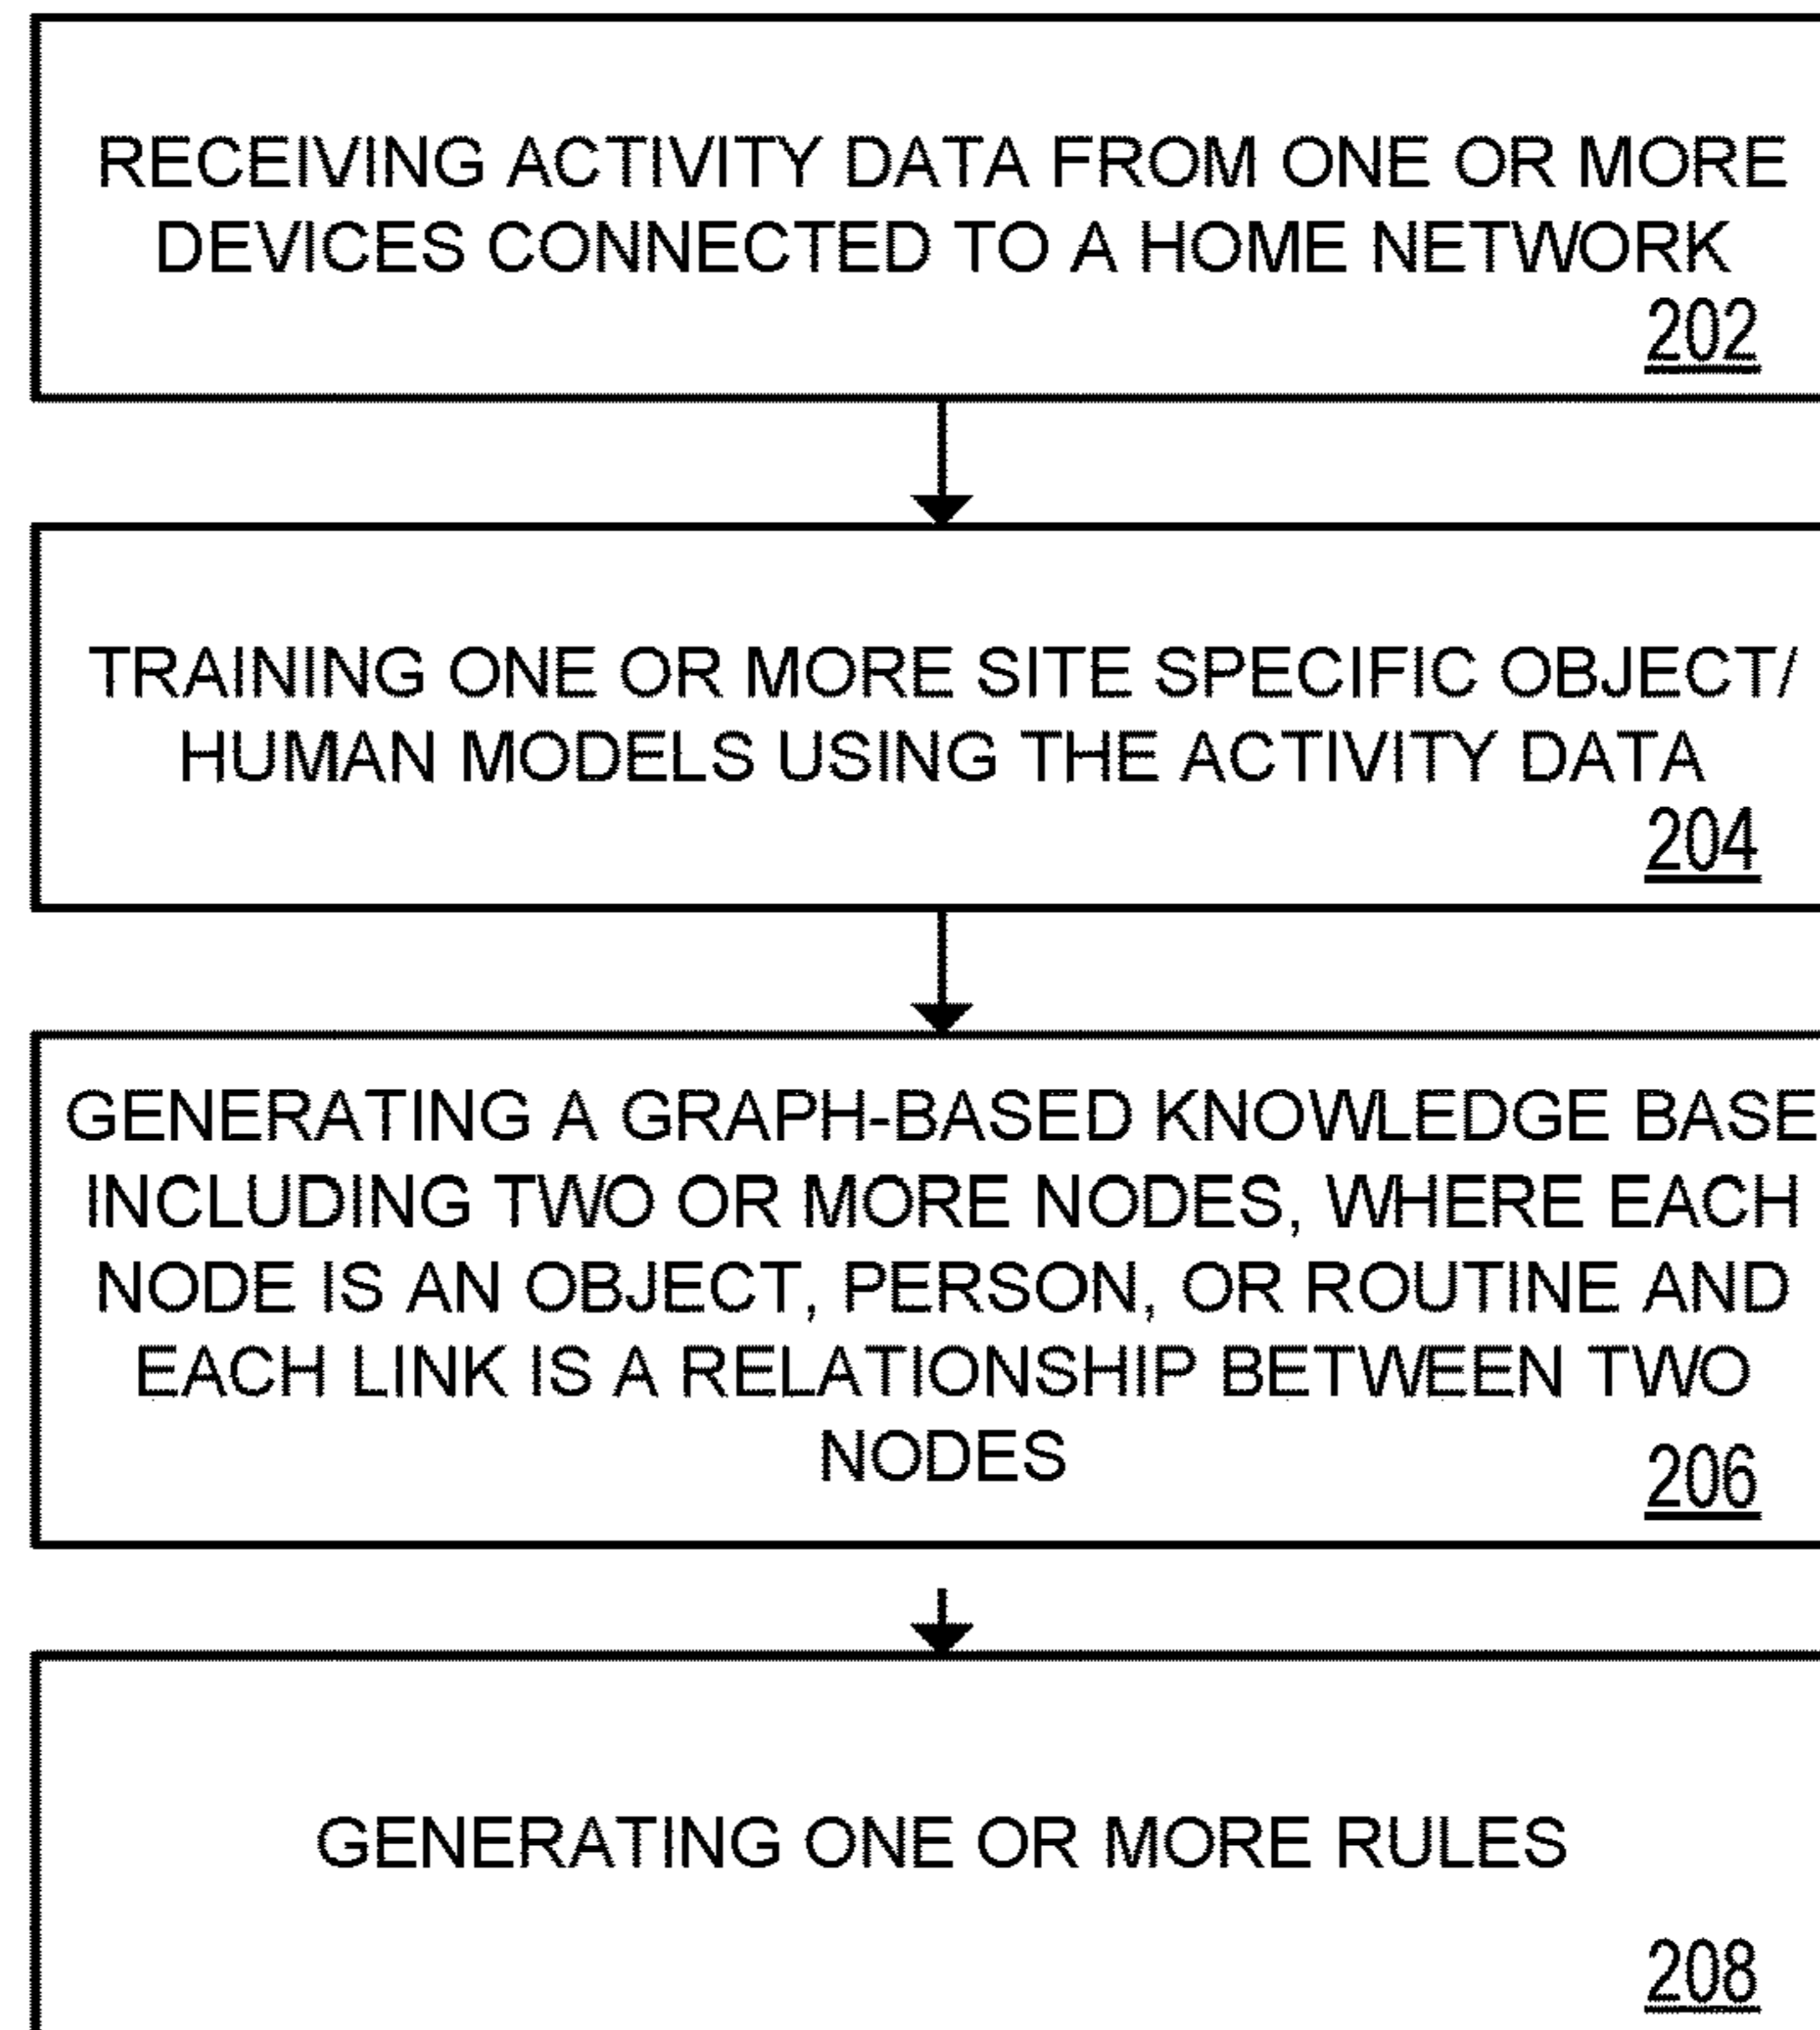 RECEIVING ACTIVITY DATA FROM ONE OR MORE
DEVICES CONNECTED TO A HOME NETWORK
202
TRAINING ONE OR MORE SITE SPECIFIC OBJECT/
HUMAN MODELS USING THE ACTIVITY DATA
204
GENERATING A GRAPH-BASED KNOWLEDGE BASE
INCLUDING TWO OR MORE NODES, WHERE EACH
NODE IS AN OBJECT, PERSON, OR ROUTINE AND
EACH LINK IS A RELATIONSHIP BETWEEN TWO
NODES
206
GENERATING ONE OR MORE RULES
208